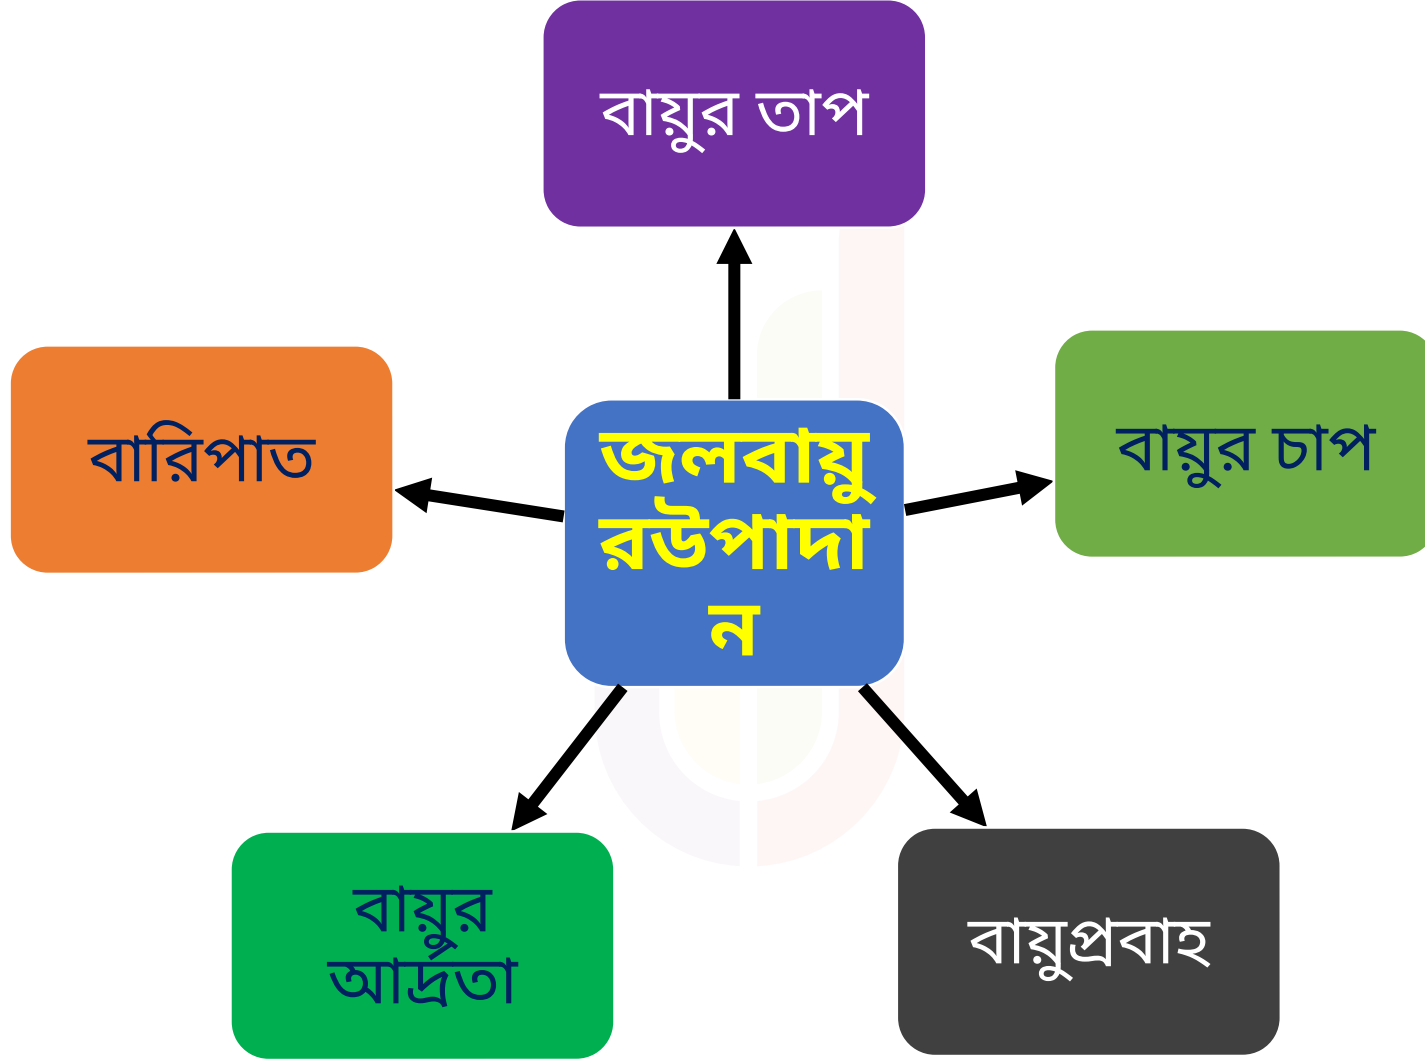 বায়ুর তাপ
বারিপাত
বায়ুর চাপ
জলবায়ু
রউপাদা
ন
বায়ুর
আর্দ্রতা
বায়ুপ্রবাহ